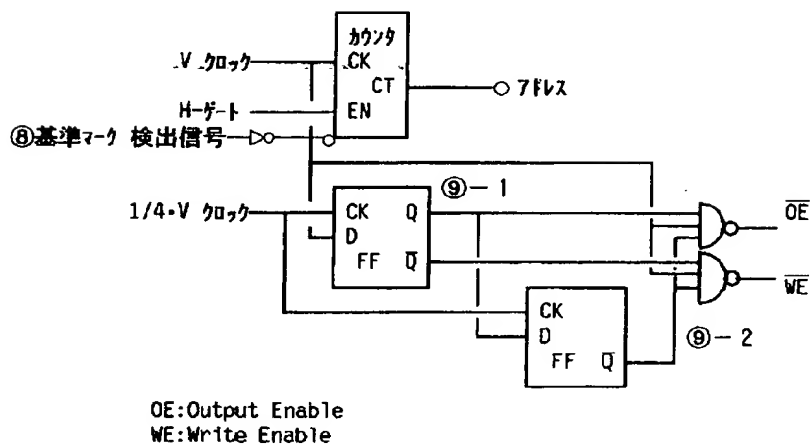 カウンタ
V クロック
CK
CT
アドレス
H-ゲート
EN
⑧基準マーク 検出信号
⑨-1
1/4・V クロック
CK Q
D
FF Q̅
O̅E̅
W̅E̅
CK
D
FF Q̅
⑨-2
OE:Output Enable
WE:Write Enable